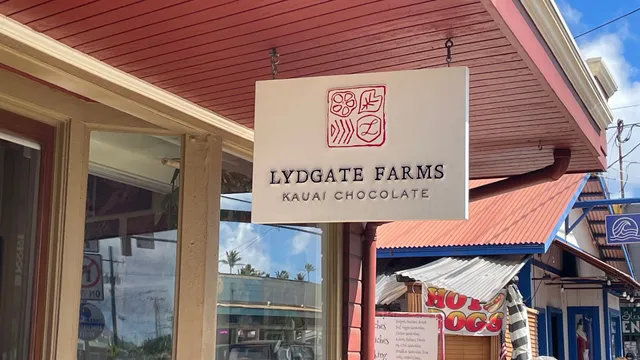 LYDGATE FARMS
KAUAI CHOCOLATE
HOT
DOGS